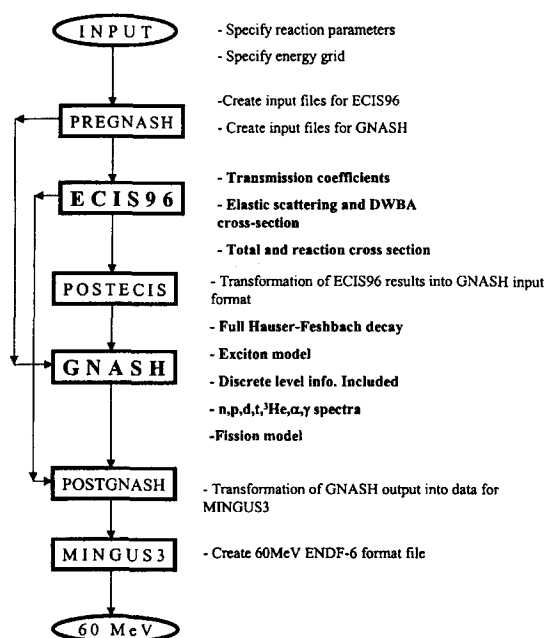 INPUT
- Specify reaction parameters
- Specify energy grid
PREGNASH
-Create input files for ECIS96
- Create input files for GNASH
ECIS96
- Transmission coefficients
- Elastic scattering and DWBA
cross-section
- Total and reaction cross section
POSTECIS
- Transformation of ECIS96 results into GNASH input
format
GNASH
- Full Hauser-Feshbach decay
- Exciton model
- Discrete level info. Included
- n,p,d,t,³He,α,γ spectra
-Fission model
POSTGNASH
- Transformation of GNASH output into data for
MINGUS3
MINGUS3
- Create 60MeV ENDF-6 format file
60 MeV